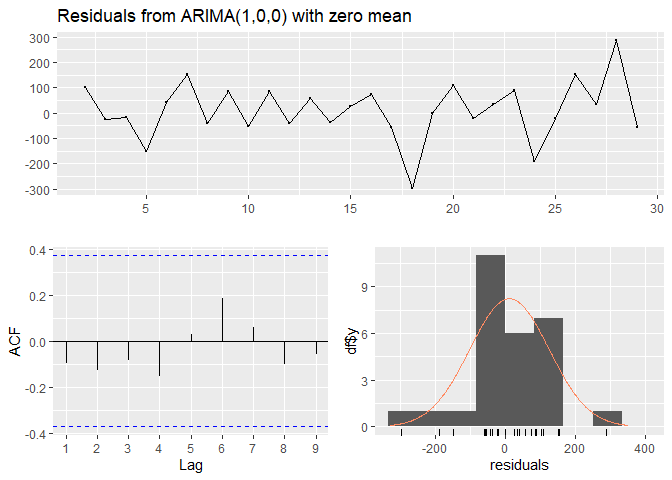 Residuals from ARIMA(1,0,0) with zero mean
300
200
100
0
-100
-200
-300
5 10 15 20 25 30
0.4
0.2
0.0
-0.2
-0.4
ACF
1 2 3 4 5 6 7 8 9
Lag
9
6
3
0
df$y
-200 0 200 400
residuals